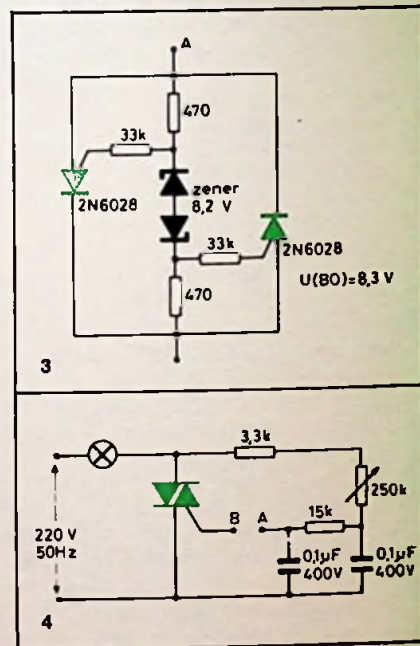 A
470
33k
zener
8,2 V
2N6028
33k
2N6028
U(BO)=8,3 V
470
3
3,3k
250k
B A
15k
220 V
50Hz
0,1µF
400V
0,1µF
400V
4